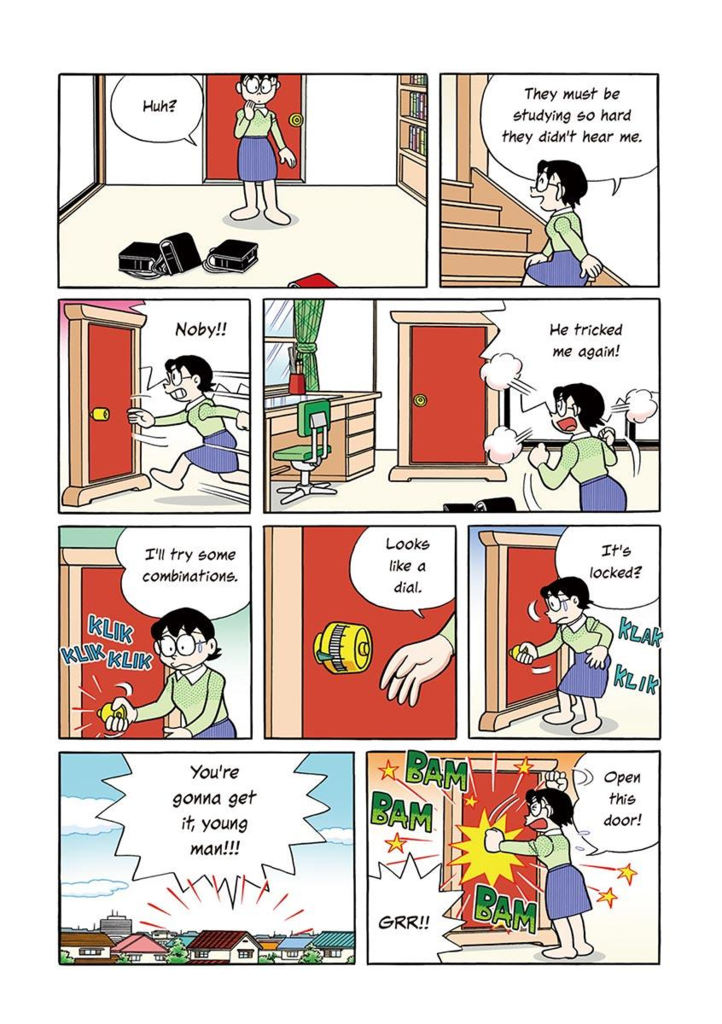 They must be
studying so hard
they didn't hear me.
Huh?
He tricked
me again!
Noby!!
It's
locked?
KLAK
KLIK
Looks
like a
dial.
I'll try some
combinations.
KLIK
KLIK
KLIK
Open
this
door!
BAM
BAM
BAM
GRR!!
You're
gonna get
it, young
man!!!